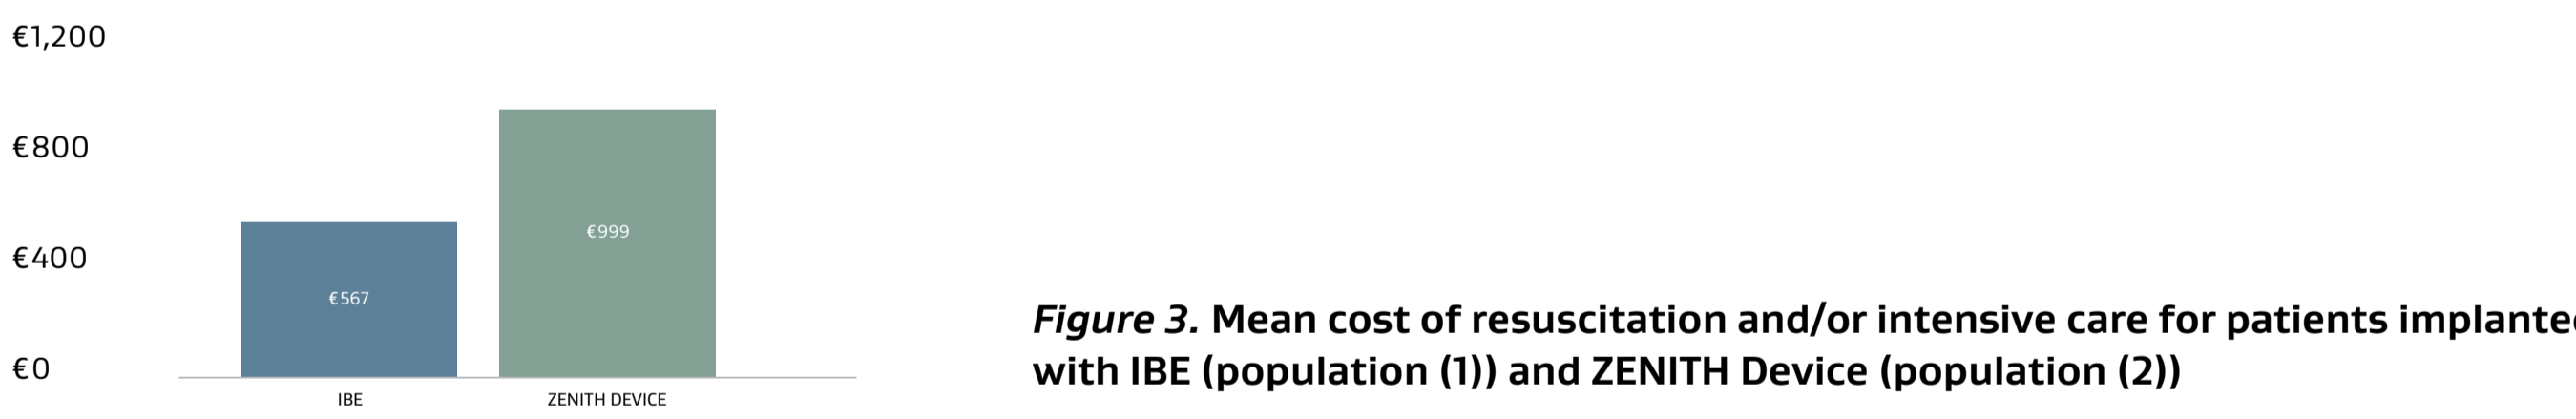 €1,200
€800
€400
€0
€567
€999
IBE
ZENITH DEVICE
Figure 3. Mean cost of resuscitation and/or intensive care for patients
with IBE (population (1)) and ZENITH Device (population (2))